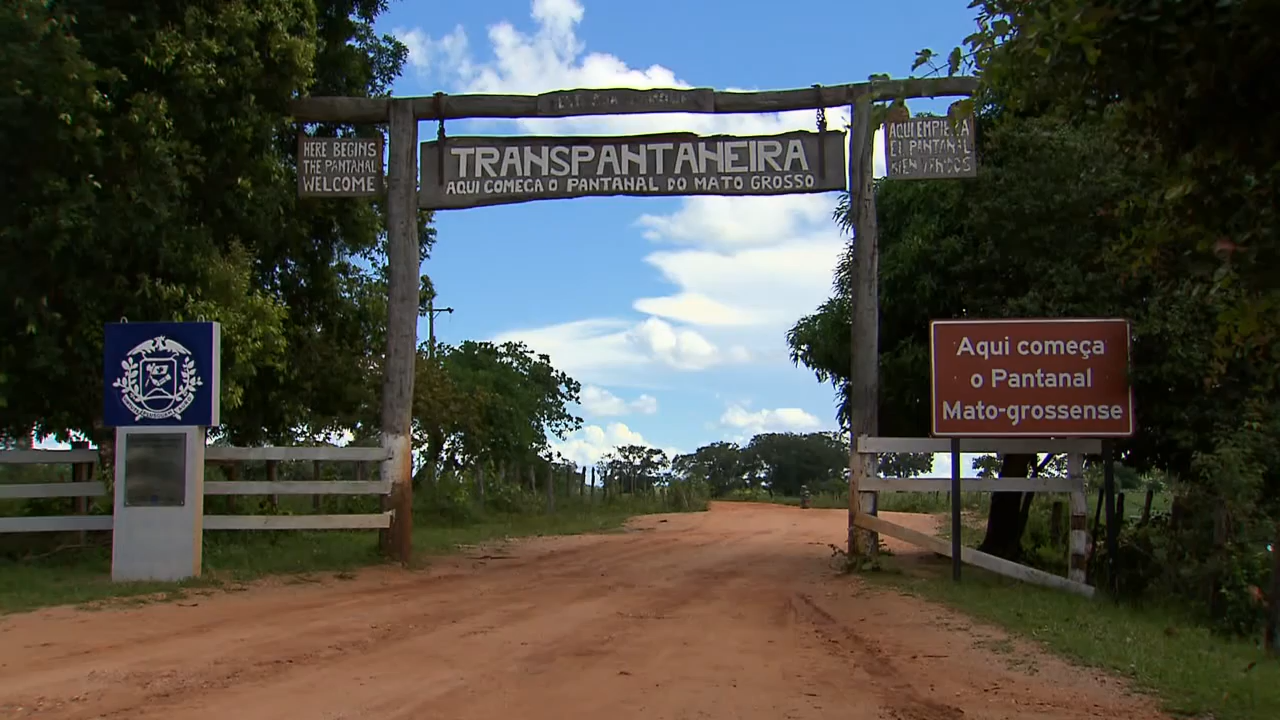 HERE BEGINS
THE PANTANAL
WELCOME
TRANSPANTANEIRA
AQUI COMEÇA O PANTANAL DO MATO GROSSO
AQUI EMPIEZA
EL PANTANAL
BIENVENIDOS
Aqui começa
o Pantanal
Mato-grossense